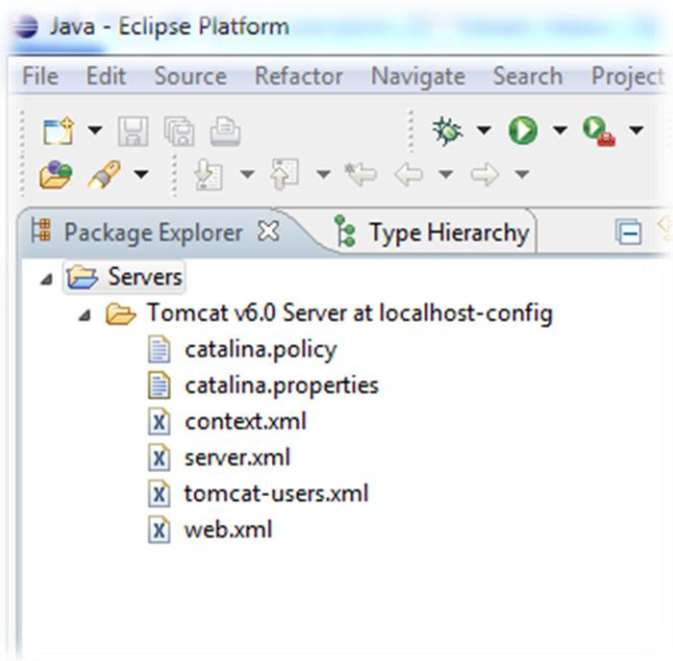 Java - Eclipse Platform
File Edit Source Refactor Navigate Search Project
Package Explorer Type Hierarchy
Servers
Tomcat v6.0 Server at localhost-config
catalina.policy
catalina.properties
context.xml
server.xml
tomcat-users.xml
web.xml